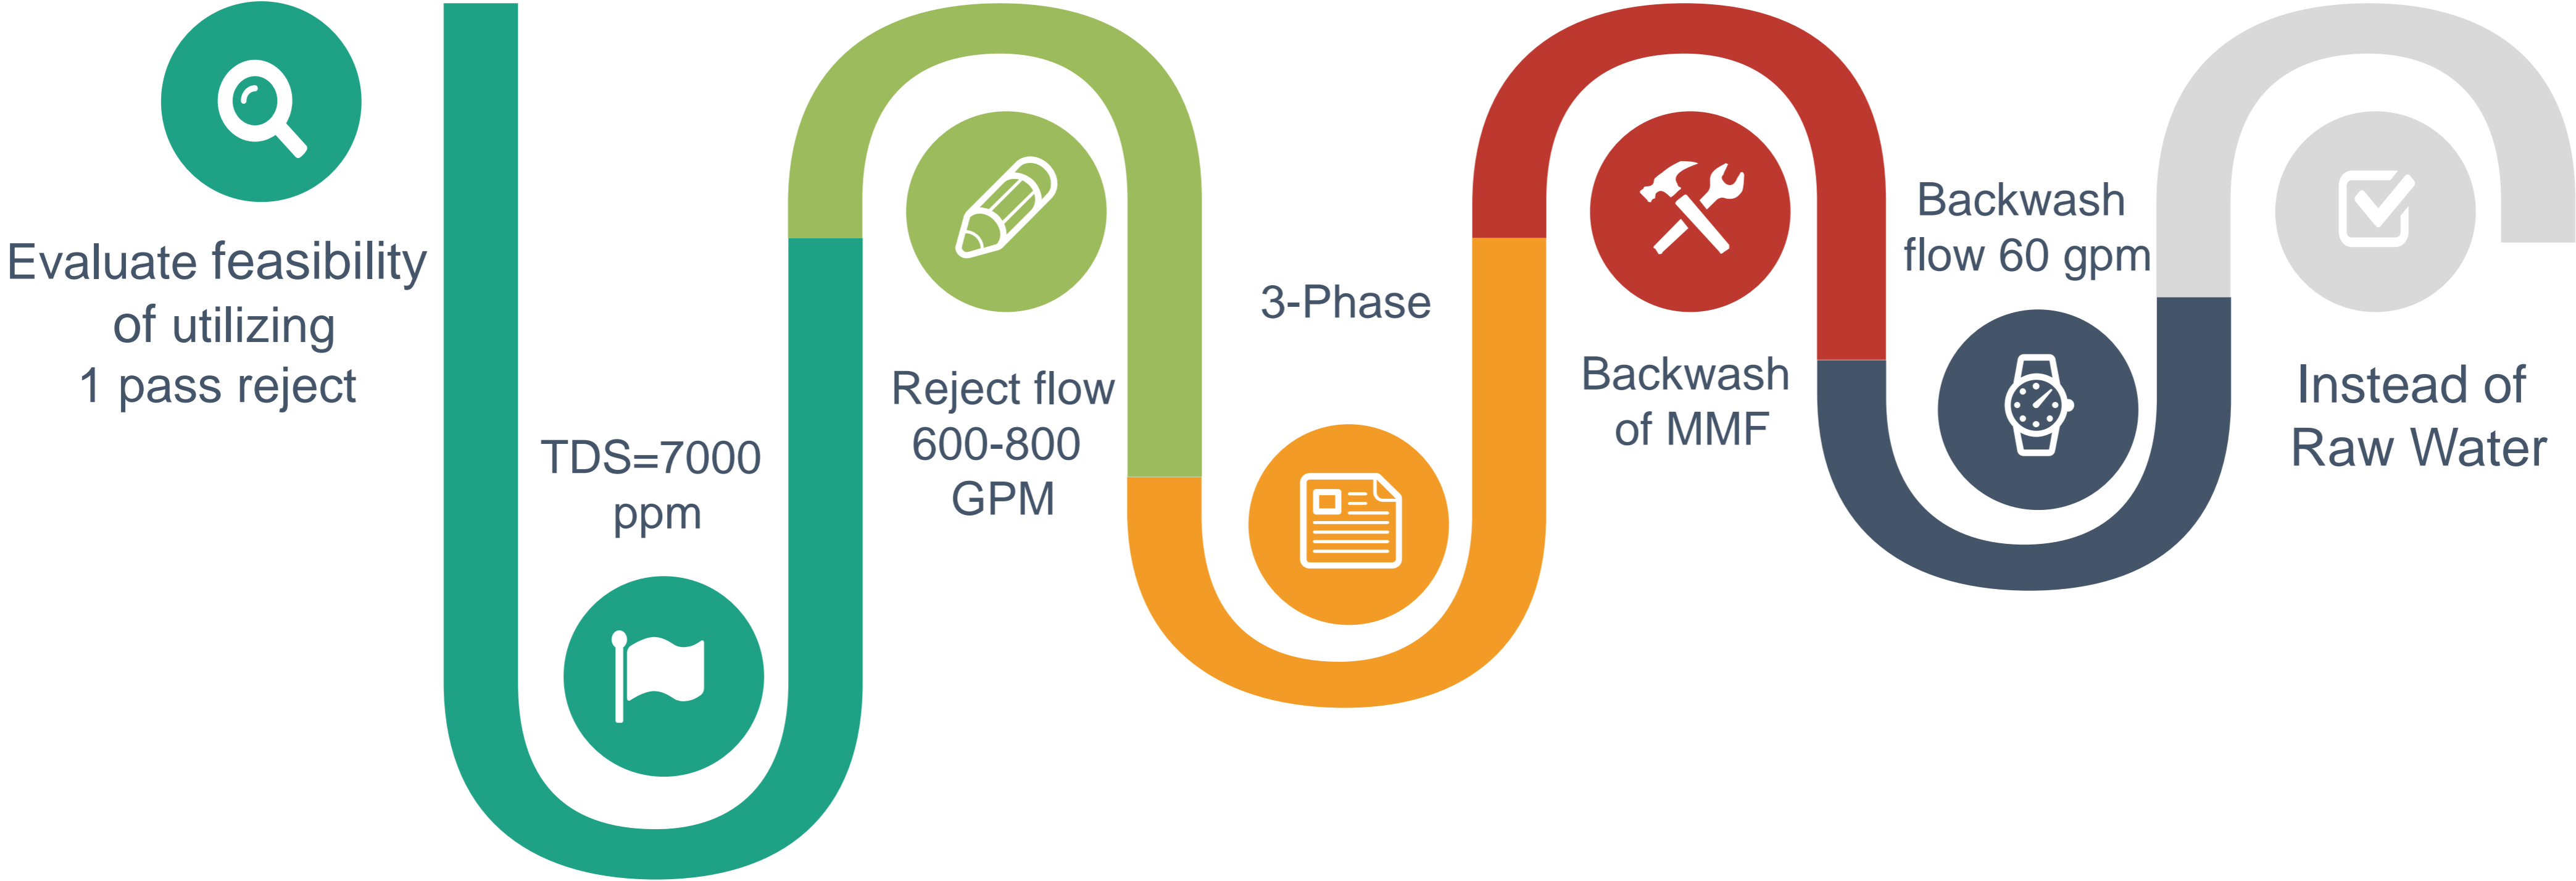 Evaluate feasibility
of utilizing
1 pass reject
TDS=7000
ppm
Reject flow
600-800
GPM
3-Phase
Backwash
of MMF
Backwash
flow 60 gpm
Instead of
Raw Water